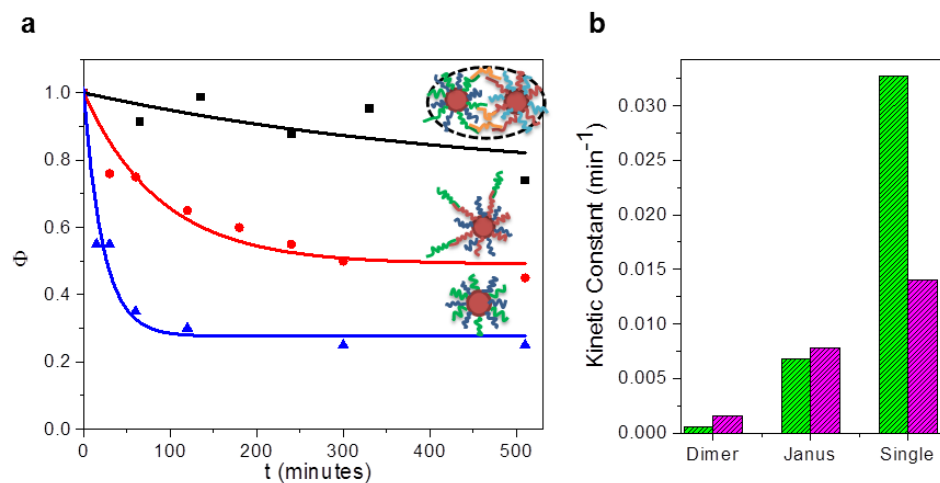 a
1.0
0.8
0.6
0.4
0.2
0.0
Φ
0 100 200 300 400 500
t (minutes)
b
0.030
0.025
0.020
0.015
0.010
0.005
0.000
Kinetic Constant (min⁻¹)
Dimer Janus Single